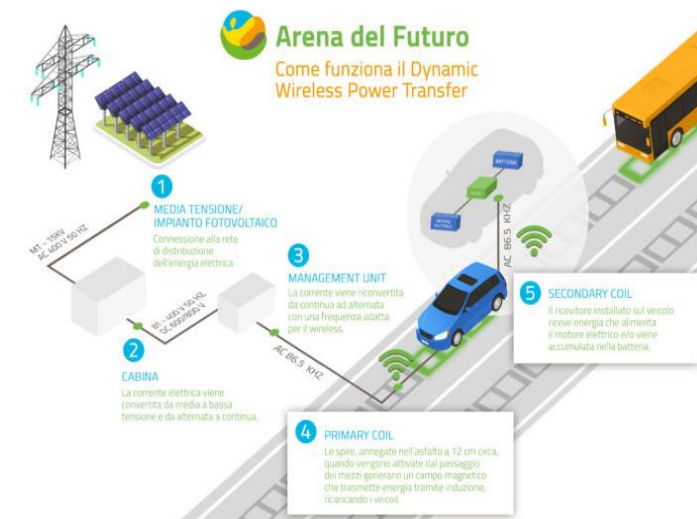 Arena del Futuro
Come funziona il Dynamic
Wireless Power Transfer
1
MEDIA TENSIONE/
IMPIANTO FOTOVOLTAICO
Connessione alla rete
di distribuzione
dell'energia elettrica.
MT - 15KV
AC 400 V 50 HZ
2
CABINA
La corrente elettrica viene
convertita da media a bassa
tensione e da alternata a continua.
BT - 400 V 50 HZ
DC 600/800 V
3
MANAGEMENT UNIT
La corrente viene riconvertita
da continua ad alternata
con una frequenza adatta
per il wireless.
AC 86.5 KHZ
4
PRIMARY COIL
Le spire, annegate nell'asfalto a 12 cm circa,
quando vengono attivate dal passaggio
dei mezzi generano un campo magnetico
che trasmette energia tramite induzione,
ricaricando i veicoli.
BATTERIA
MOTORE
ELETTRICO
AC 86.5 KHZ
5
SECONDARY COIL
Il ricevitore installato sul veicolo
riceve energia che alimenta
il motore elettrico e/o viene
accumulata nella batteria.